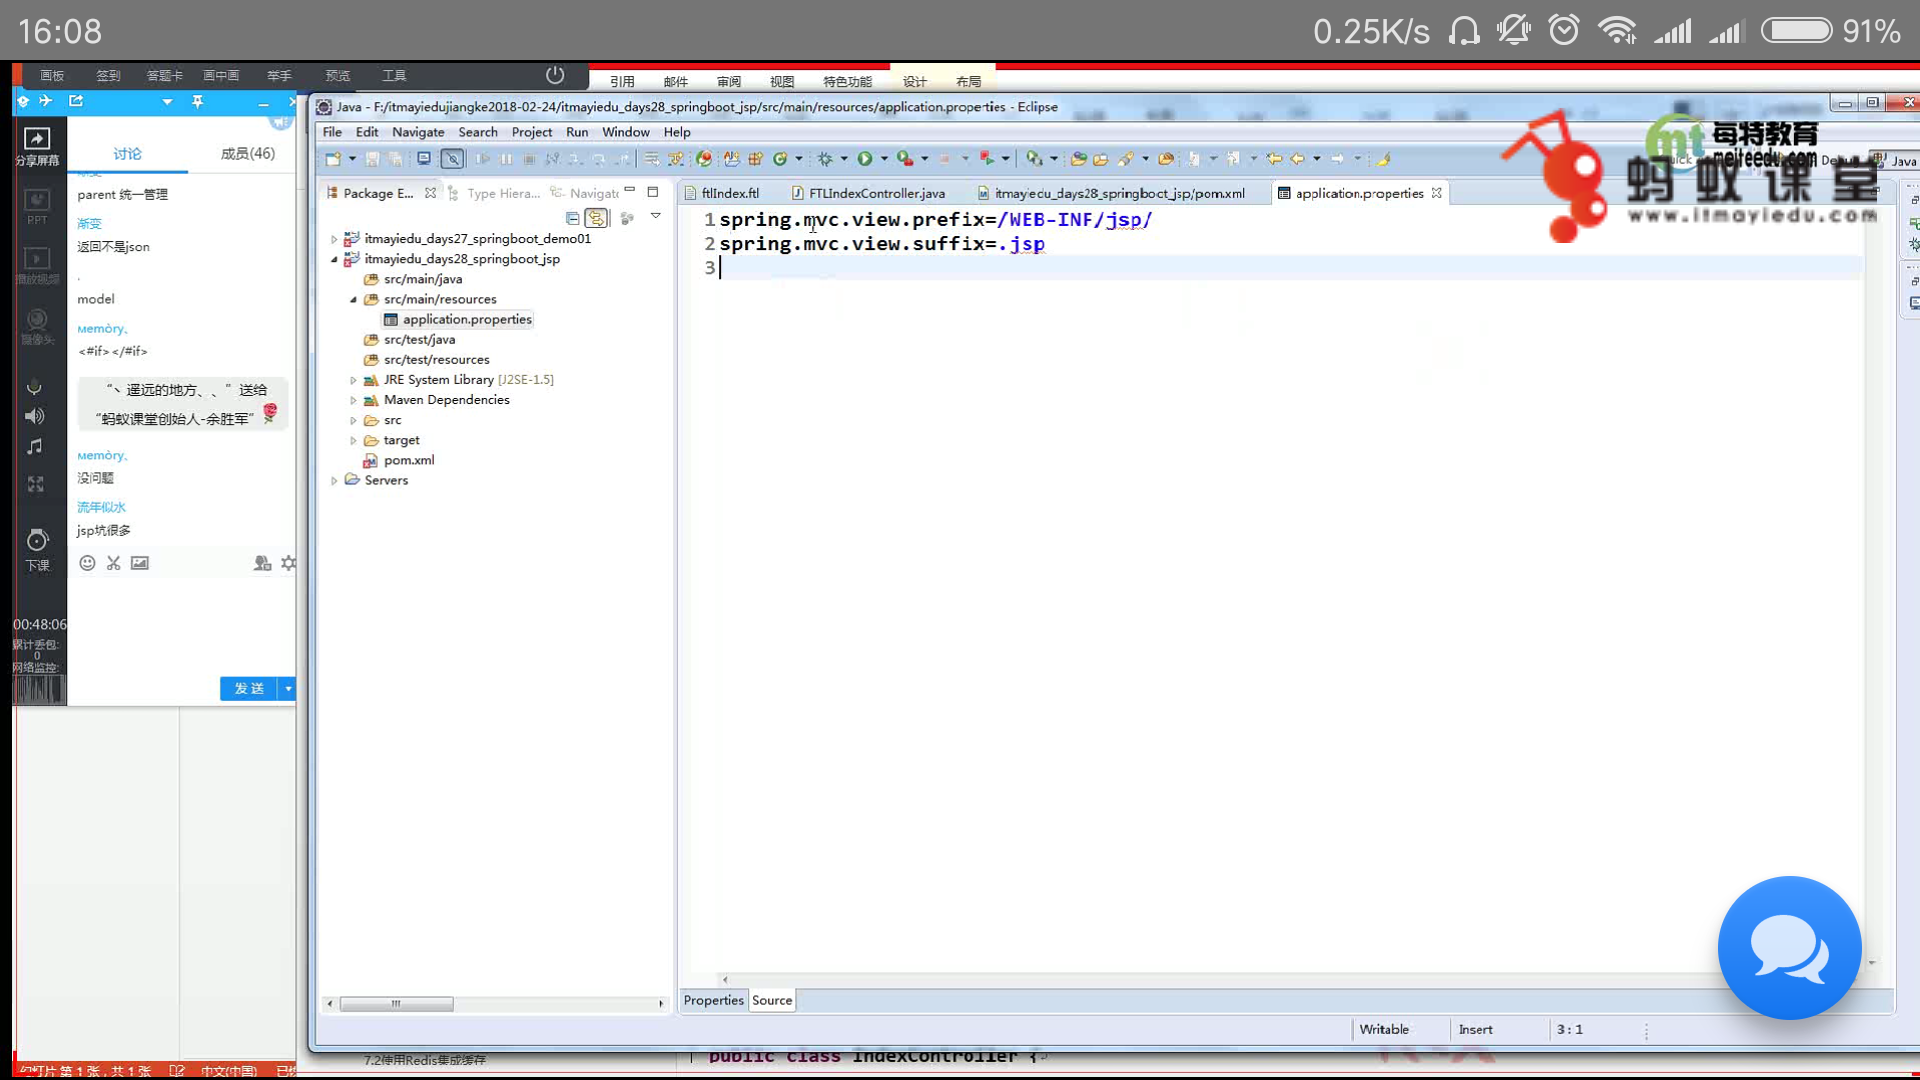 16:08
0.25K/s
91%
画板 签到 答题卡 画中画 举手 预览 工具
引用 邮件 审阅 视图 特色功能 设计 布局
Java - F:/itmayiedujiangke2018-02-24/itmayiedu_days28_springboot_jsp/src/main/resources/application.properties - Eclipse
File Edit Navigate Search Project Run Window Help
每特教育
meiteedu.com
蚂蚁课堂
www.itmayiedu.com
Java
分享屏幕
PPT
播放视频
摄像头
下课
00:48:06
累计丢包:
0
网络监控:
讨论 成员(46)
parent 统一管理
渐变
返回不是json
.
model
мемòry、
<#if> </#if>
“丶 遥远的地方、、” 送给
“蚂蚁课堂创始人-余胜军”
мемòry、
没问题
流年似水
jsp坑很多
发 送
Package E... Type Hiera... Navigatc
itmayiedu_days27_springboot_demo01
itmayiedu_days28_springboot_jsp
src/main/java
src/main/resources
application.properties
src/test/java
src/test/resources
JRE System Library [J2SE-1.5]
Maven Dependencies
src
target
pom.xml
Servers
ftlIndex.ftl FTLIndexController.java itmayiedu_days28_springboot_jsp/pom.xml application.properties
1 spring.mvc.view.prefix=/WEB-INF/jsp/
2 spring.mvc.view.suffix=.jsp
3
Properties Source
Writable Insert 3 : 1
7.2使用Redis集成缓存
public class IndexController {
幻灯片 第 1 张, 共 1 张 中文(中国)